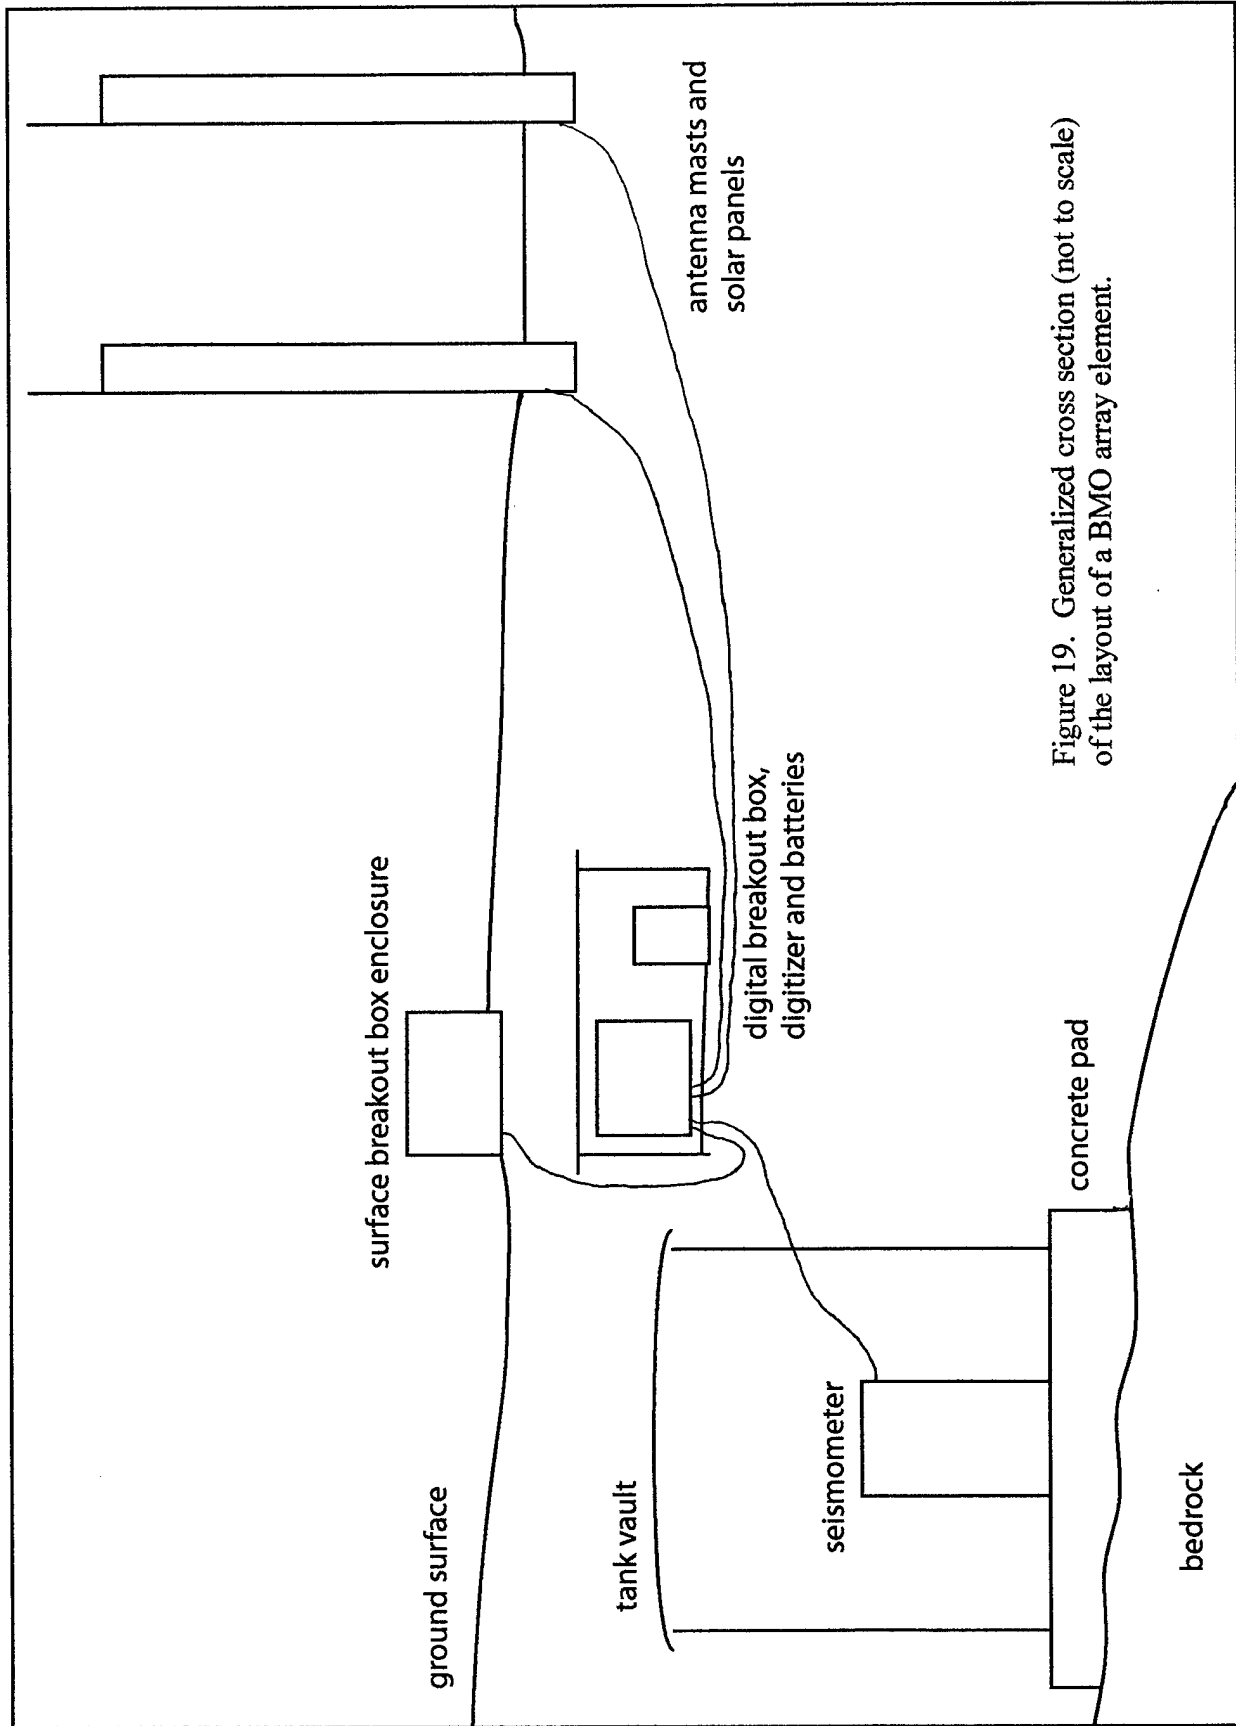 surface breakout box enclosure
ground surface
antenna masts and
solar panels
tank vault
digital breakout box,
digitizer and batteries
seismometer
concrete pad
bedrock
Figure 19. Generalized cross section (not to scale)
of the layout of a BMO array element.